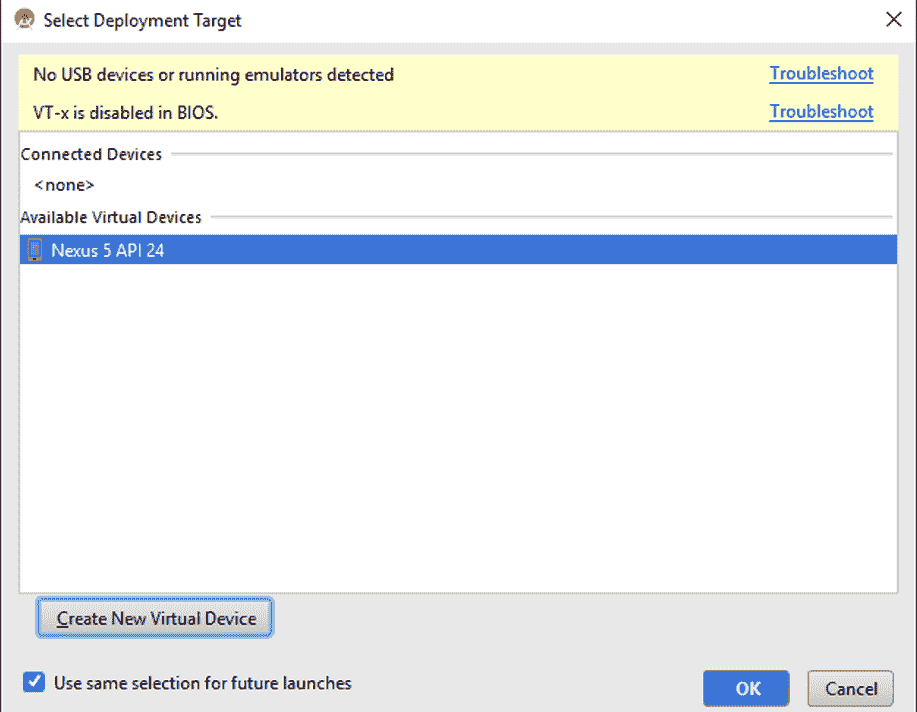 Select Deployment Target
No USB devices or running emulators detected Troubleshoot
VT-x is disabled in BIOS. Troubleshoot
Connected Devices
<none>
Available Virtual Devices
Nexus 5 API 24
Create New Virtual Device
Use same selection for future launches
OK Cancel